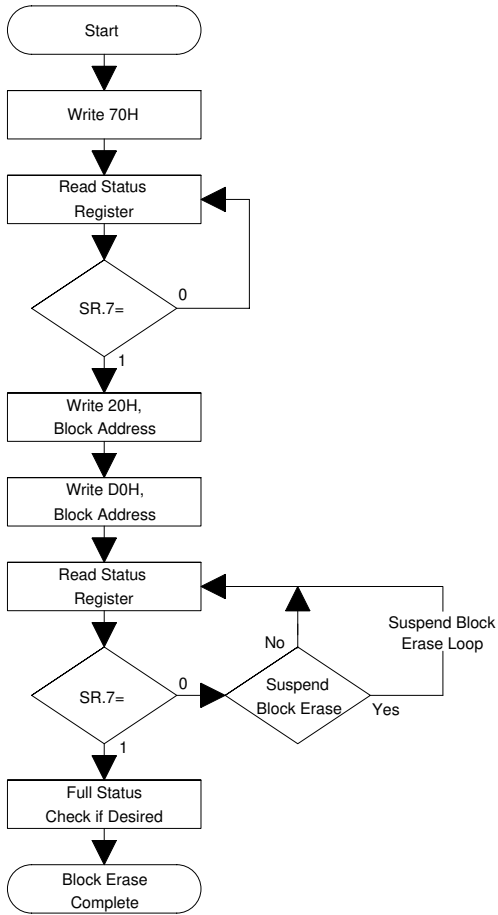 Start
Write 70H
Read Status
Register
SR.7=
0
1
Write 20H,
Block Address
Write D0H,
Block Address
Read Status
Register
Suspend Block
Erase Loop
No
SR.7=
0
Suspend
Block Erase
Yes
1
Full Status
Check if Desired
Block Erase
Complete